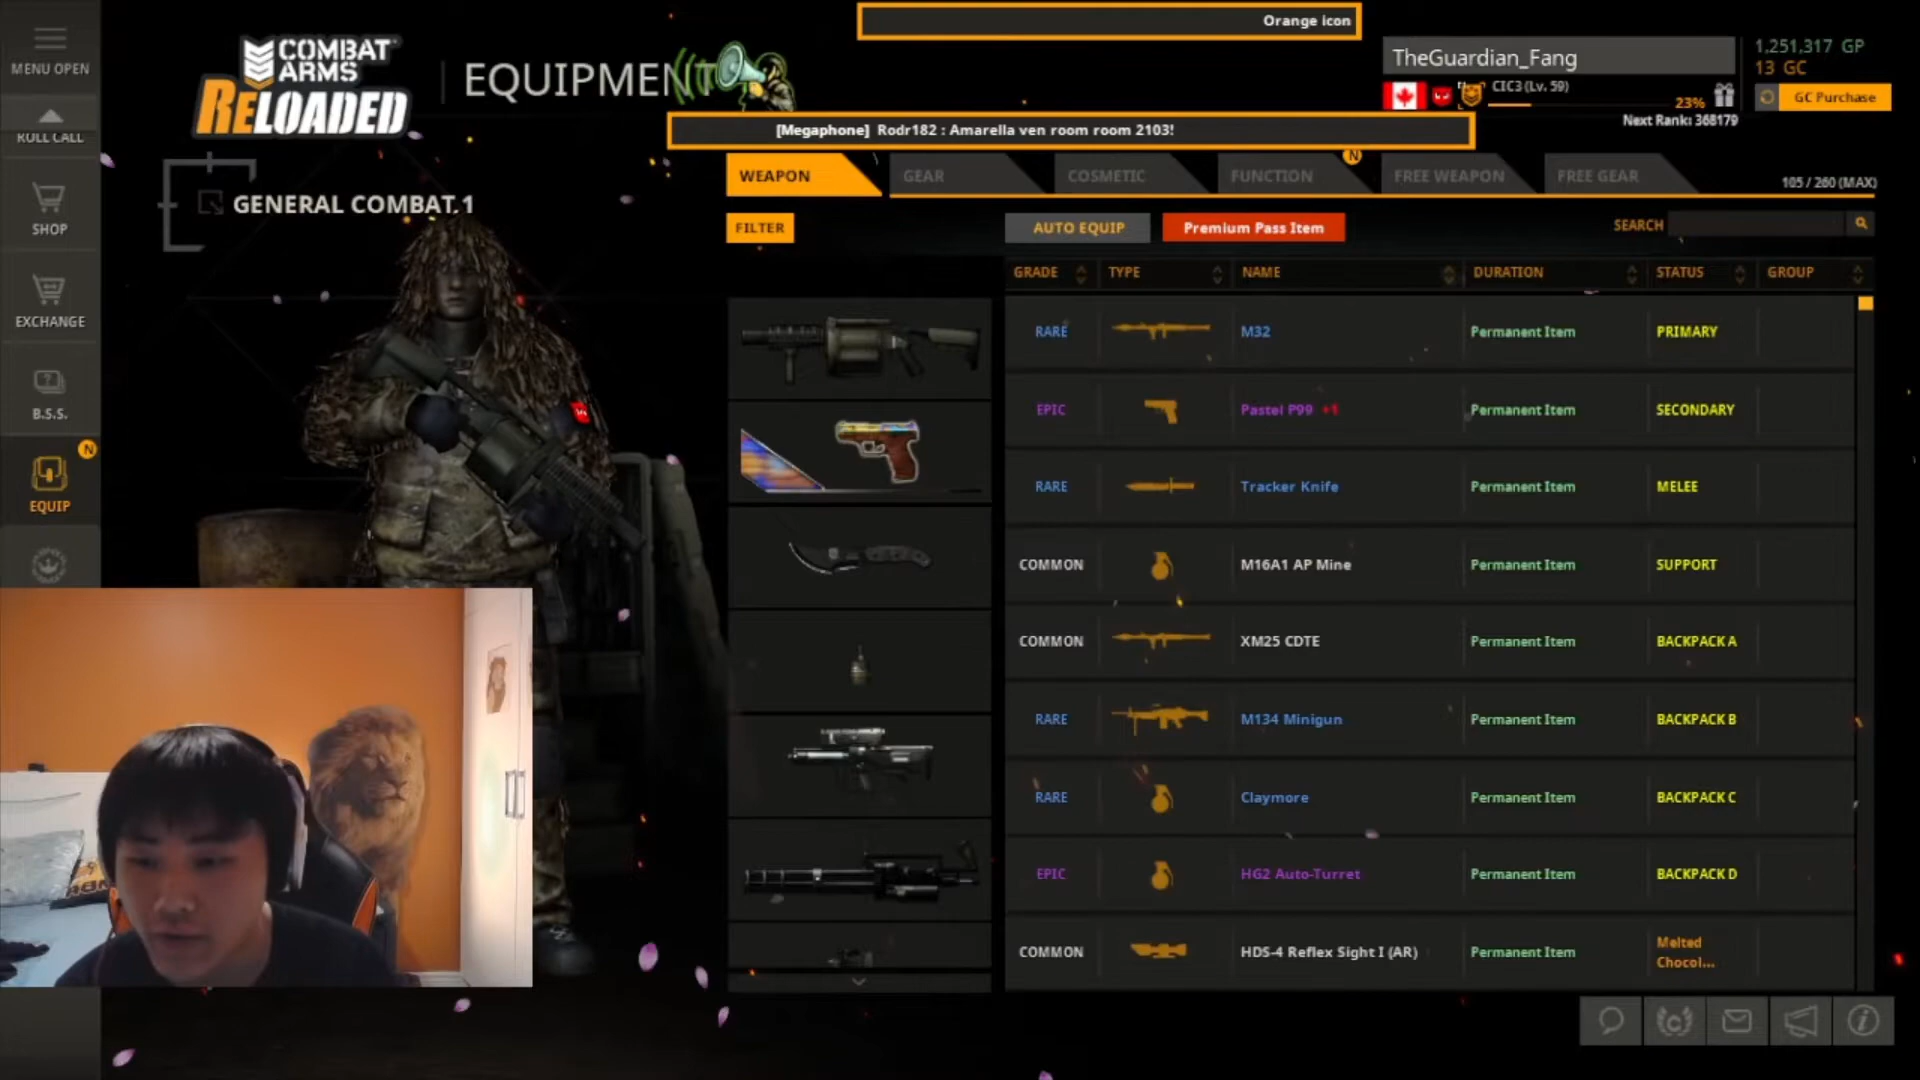 MENU OPEN
ROLL CALL
SHOP
EXCHANGE
B.S.S.
N
EQUIP
COMBAT
ARMS
RELOADED
EQUIPMENT
Orange icon
[Megaphone] Rodr182 : Amarella ven room room 2103!
TheGuardian_Fang
CIC3 (Lv. 59)
23%
Next Rank: 368179
1,251,317 GP
13 GC
GC Purchase
GENERAL COMBAT.1
WEAPON
GEAR
COSMETIC
FUNCTION
N
FREE WEAPON
FREE GEAR
105 / 260 (MAX)
FILTER
AUTO EQUIP
Premium Pass Item
SEARCH
GRADE TYPE NAME DURATION STATUS GROUP
RARE M32 Permanent Item PRIMARY
EPIC Pastel P99 +1 Permanent Item SECONDARY
RARE Tracker Knife Permanent Item MELEE
COMMON M16A1 AP Mine Permanent Item SUPPORT
COMMON XM25 CDTE Permanent Item BACKPACK A
RARE M134 Minigun Permanent Item BACKPACK B
RARE Claymore Permanent Item BACKPACK C
EPIC HG2 Auto-Turret Permanent Item BACKPACK D
COMMON HDS-4 Reflex Sight I (AR) Permanent Item Melted
Chocol...